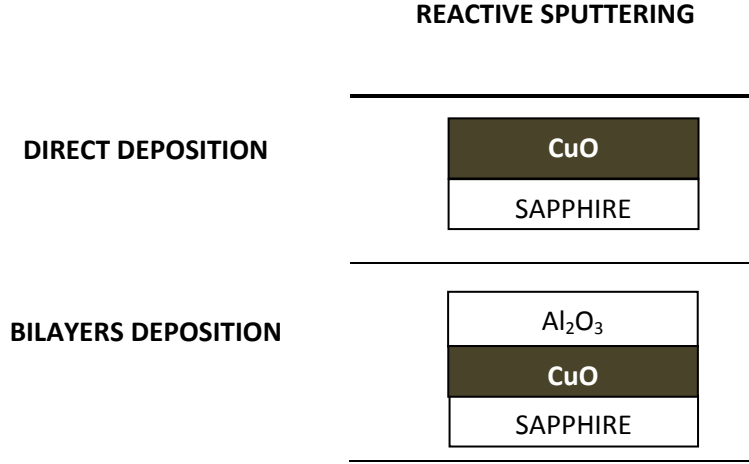 REACTIVE SPUTTERING
DIRECT DEPOSITION
CuO
SAPPHIRE
BILAYERS DEPOSITION
Al₂O₃
CuO
SAPPHIRE